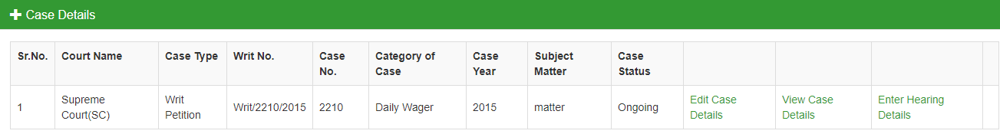 Case Details
Sr.No. Court Name Case Type Writ No. Case No. Category of Case Case Year Subject Matter Case Status
1 Supreme Court(SC) Writ Petition Writ/2210/2015 2210 Daily Wager 2015 matter Ongoing Edit Case Details View Case Details Enter Hearing Details